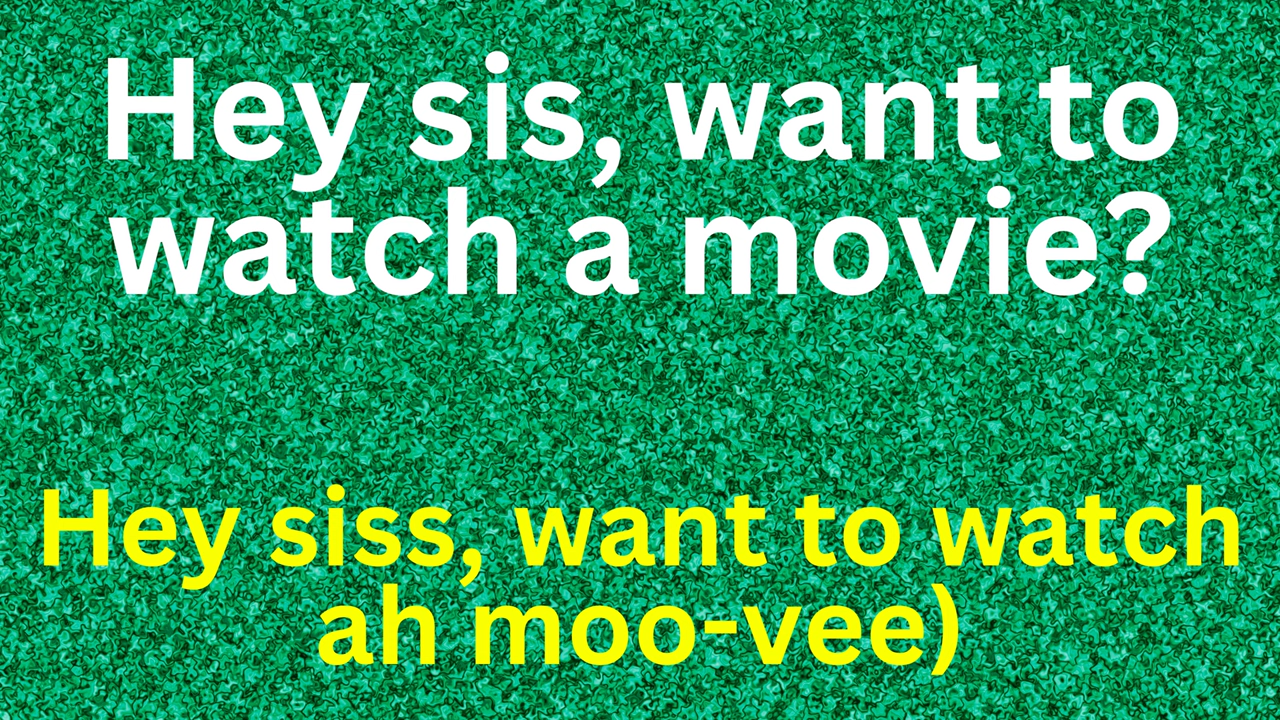 Hey sis, want to
watch a movie?
Hey siss, want to watch
ah moo-vee)